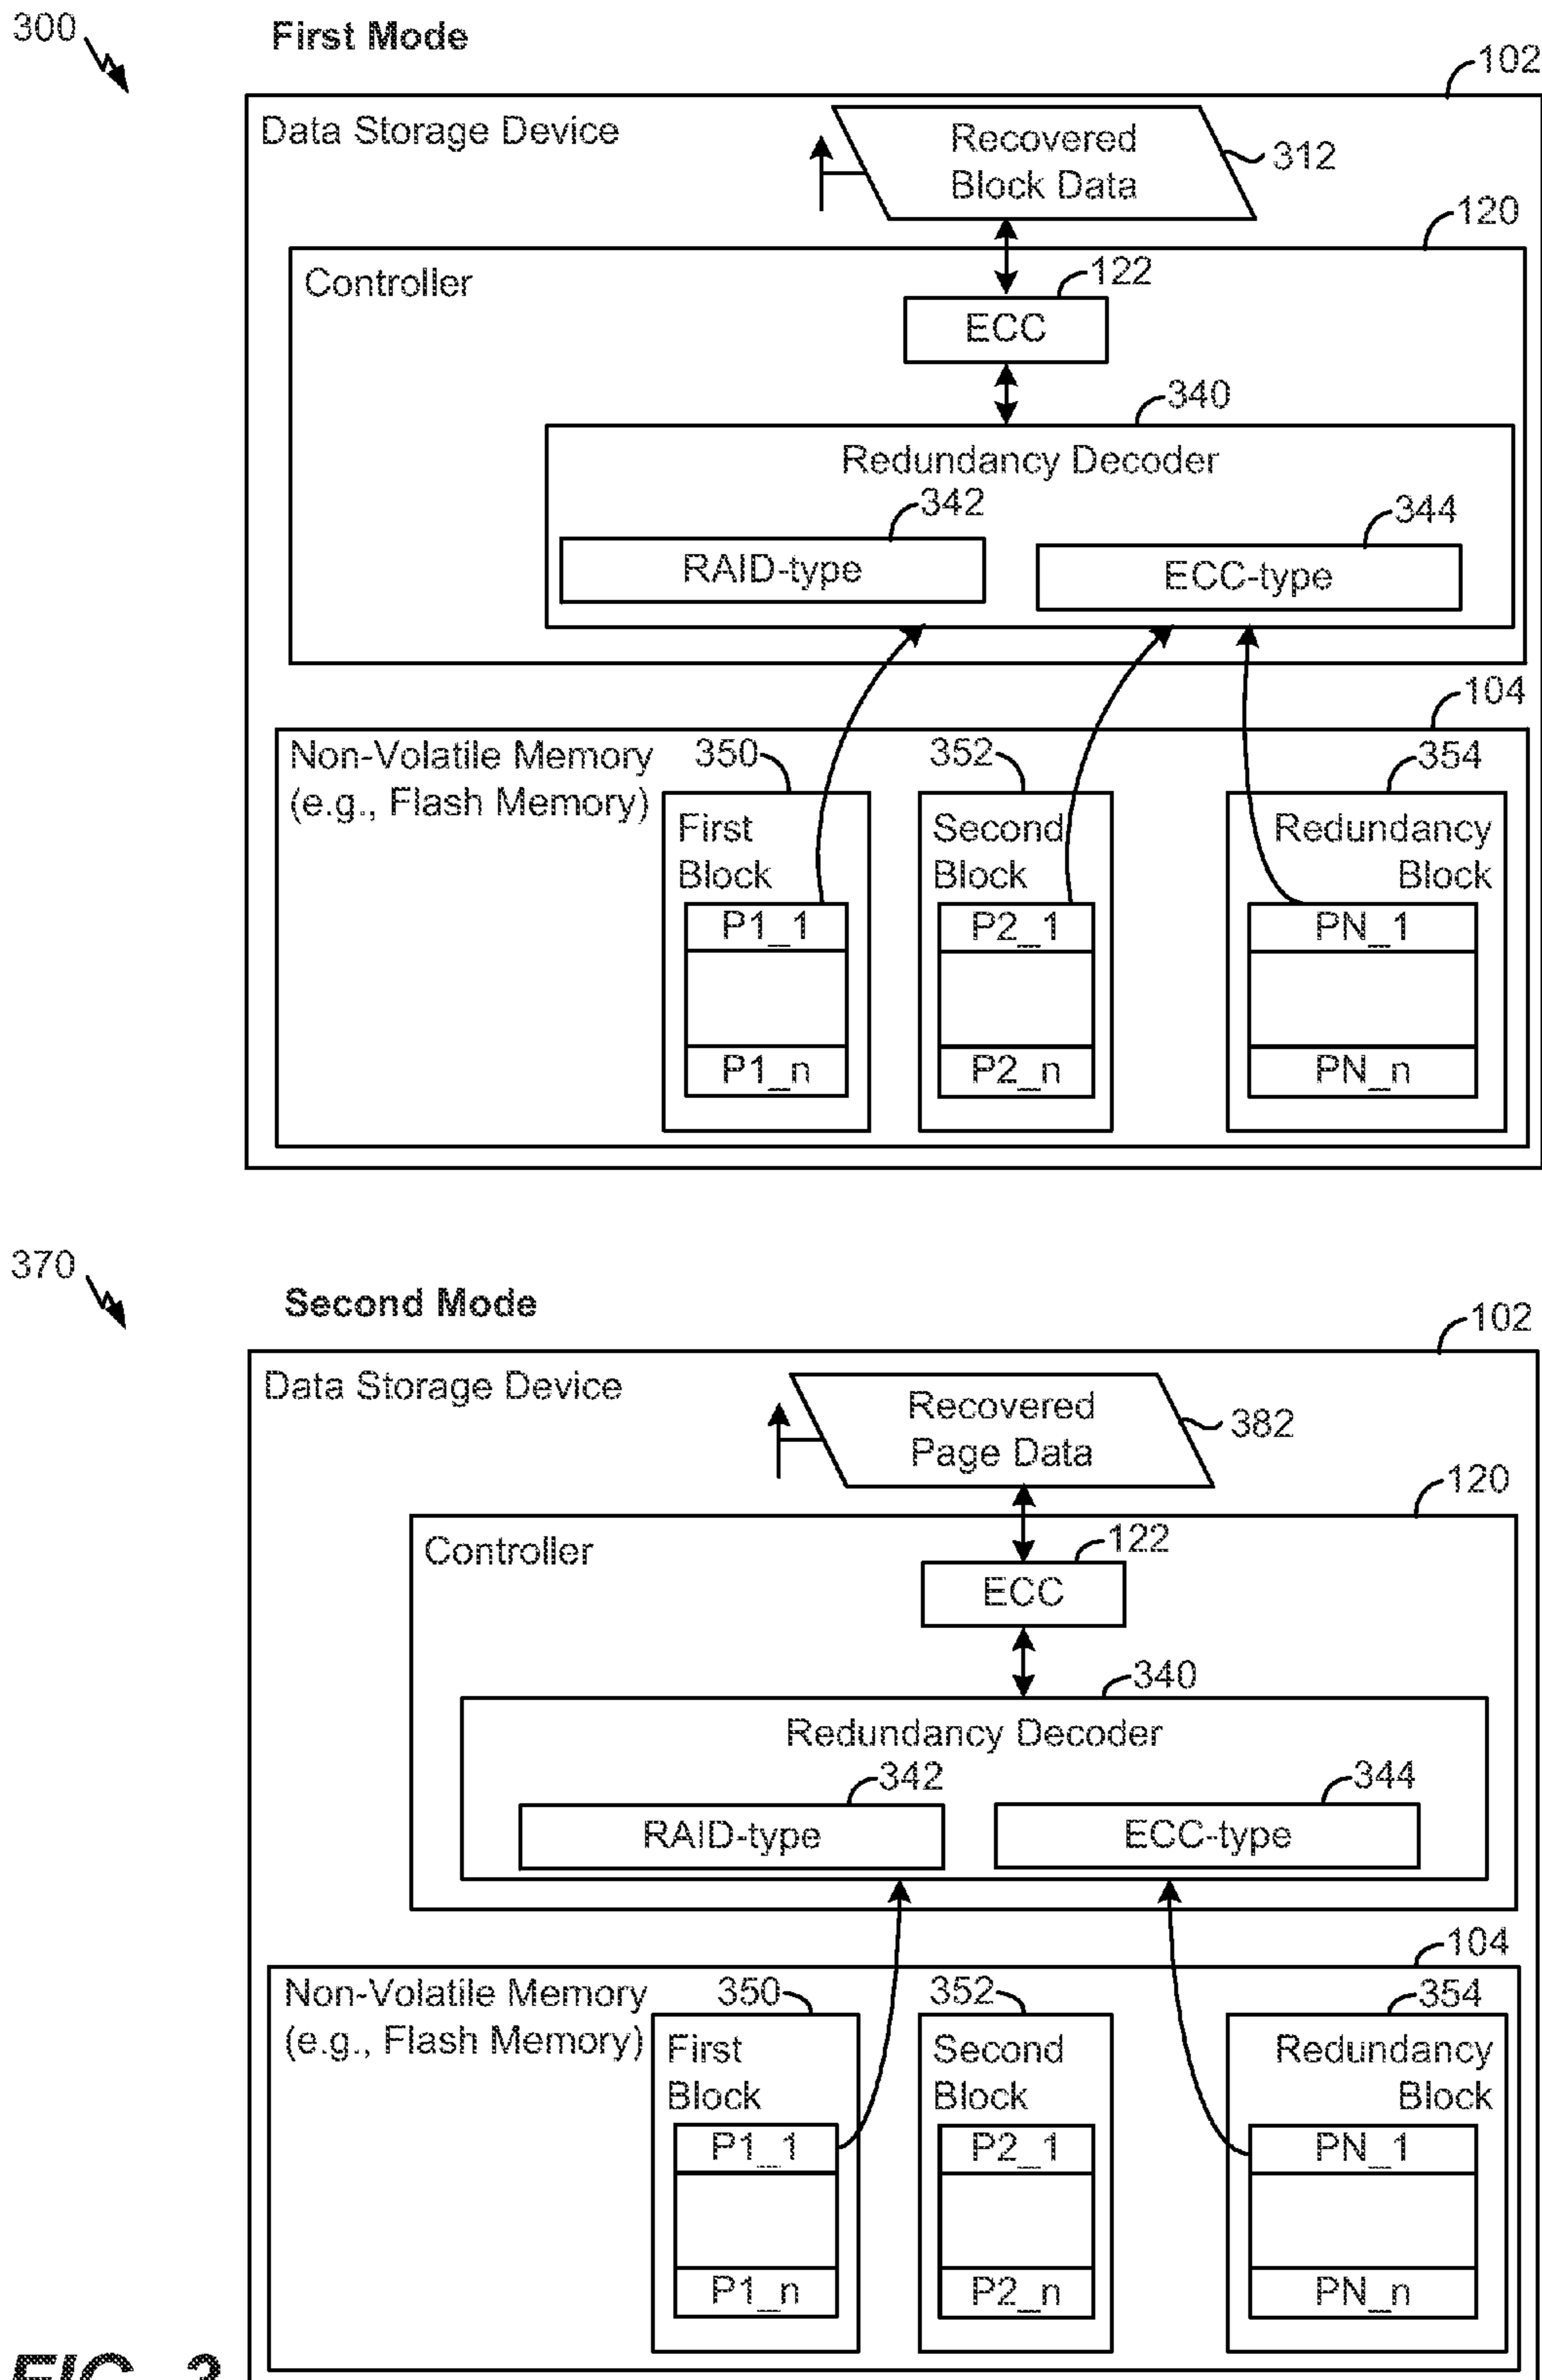 300
First Mode
102
Data Storage Device
Recovered
Block Data
312
120
Controller
122
ECC
340
Redundancy Decoder
342
344
RAID-type
ECC-type
104
Non-Volatile Memory
(e.g., Flash Memory)
350
352
354
First
Block
Second
Block
Redundancy
Block
P1_1
P2_1
PN_1
P1_n
P2_n
PN_n
370
Second Mode
102
Data Storage Device
Recovered
Page Data
382
120
Controller
122
ECC
340
Redundancy Decoder
342
344
RAID-type
ECC-type
104
Non-Volatile Memory
(e.g., Flash Memory)
350
352
354
First
Block
Second
Block
Redundancy
Block
P1_1
P2_1
PN_1
P1_n
P2_n
PN_n
FIG. 3